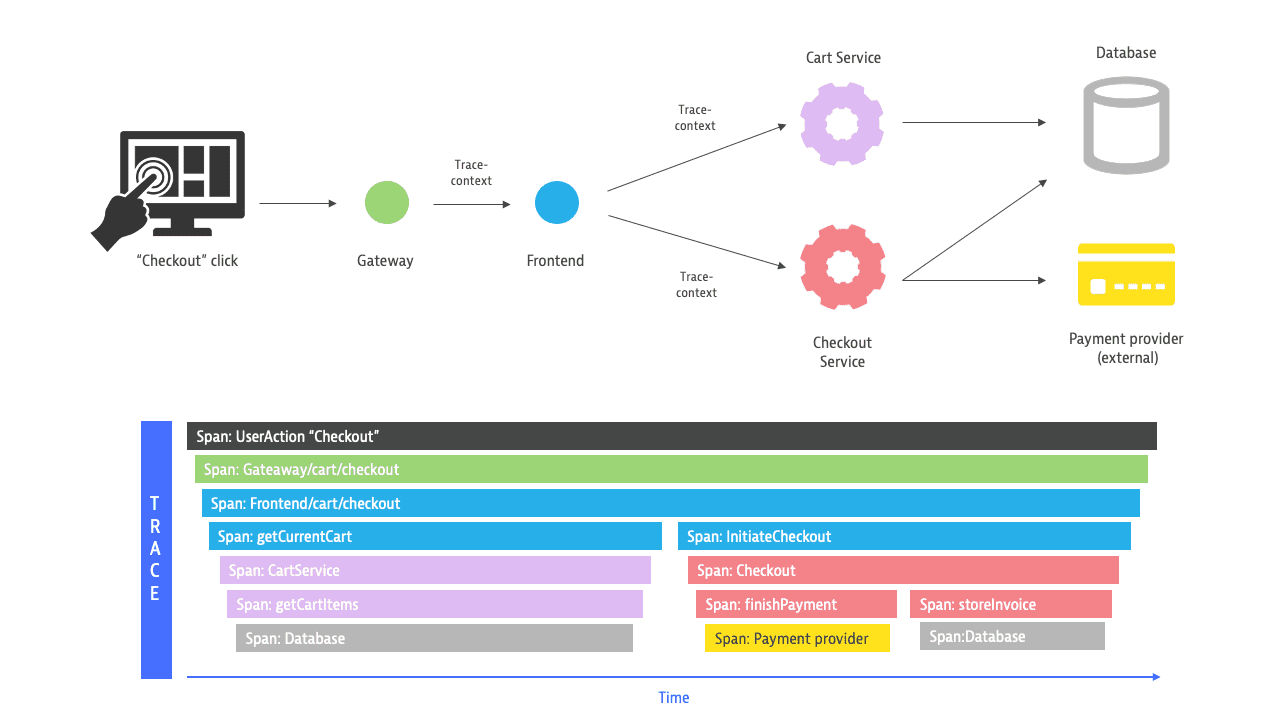 Cart Service
Database
Trace-
context
Trace-
context
"Checkout" click
Gateway
Frontend
Trace-
context
Checkout
Service
Payment provider
(external)
T
R
A
C
E
Span: UserAction "Checkout"
Span: Gateaway/cart/checkout
Span: Frontend/cart/checkout
Span: getCurrentCart
Span: InitiateCheckout
Span: CartService
Span: Checkout
Span: getCartItems
Span: finishPayment
Span: storeInvoice
Span: Database
Span: Payment provider
Span:Database
Time